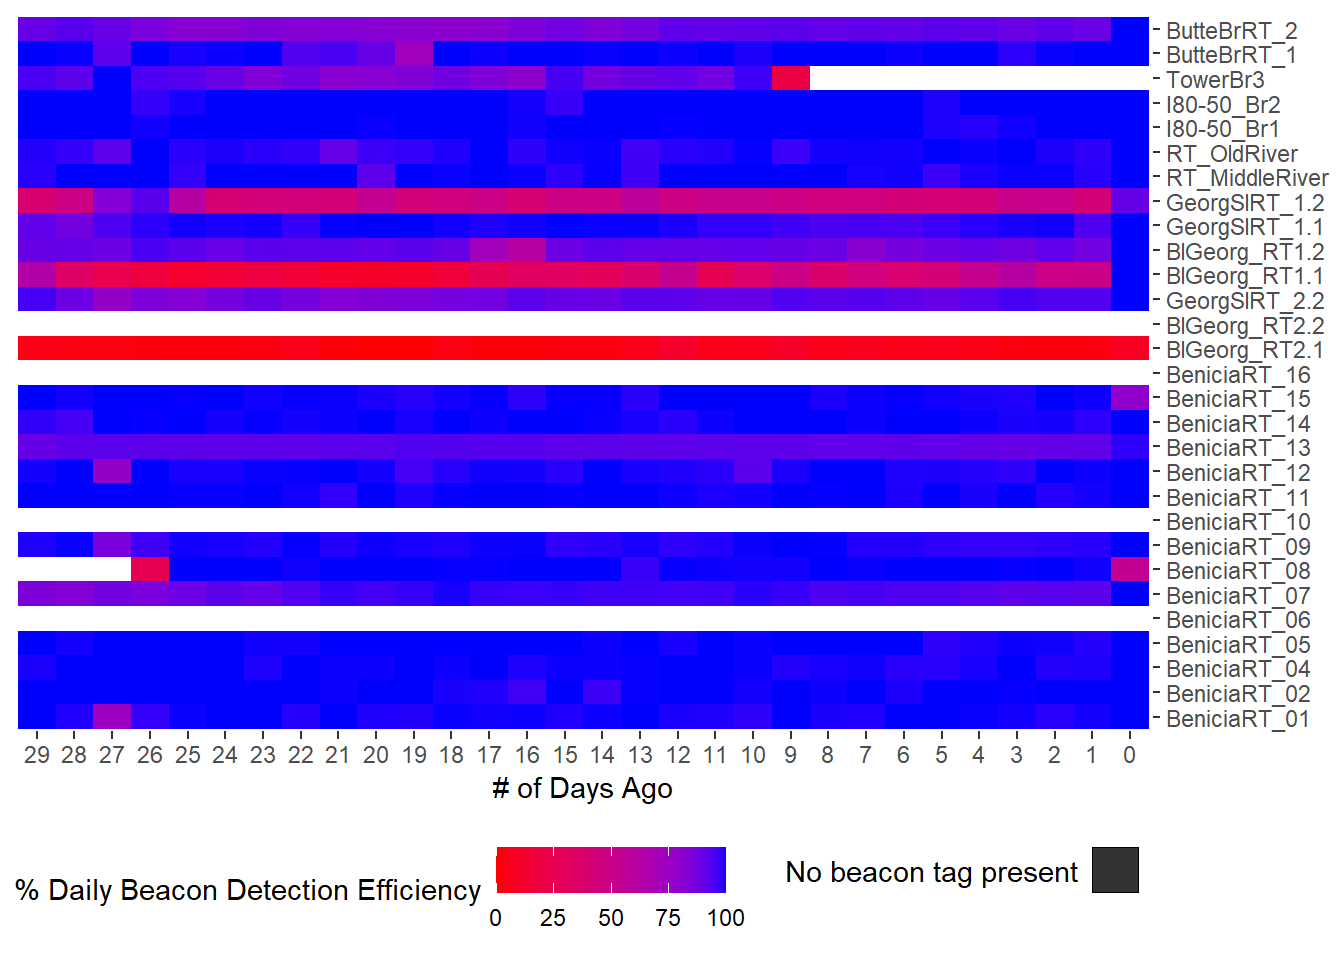 ButteBrRT_2
ButteBrRT_1
TowerBr3
I80-50_Br2
I80-50_Br1
RT_OldRiver
RT_MiddleRiver
GeorgSlRT_1.2
GeorgSlRT_1.1
BlGeorg_RT1.2
BlGeorg_RT1.1
GeorgSlRT_2.2
BlGeorg_RT2.2
BlGeorg_RT2.1
BeniciaRT_16
BeniciaRT_15
BeniciaRT_14
BeniciaRT_13
BeniciaRT_12
BeniciaRT_11
BeniciaRT_10
BeniciaRT_09
BeniciaRT_08
BeniciaRT_07
BeniciaRT_06
BeniciaRT_05
BeniciaRT_04
BeniciaRT_02
BeniciaRT_01
29 28 27 26 25 24 23 22 21 20 19 18 17 16 15 14 13 12 11 10 9 8 7 6 5 4 3 2 1 0
# of Days Ago
% Daily Beacon Detection Efficiency
0 25 50 75 100
No beacon tag present